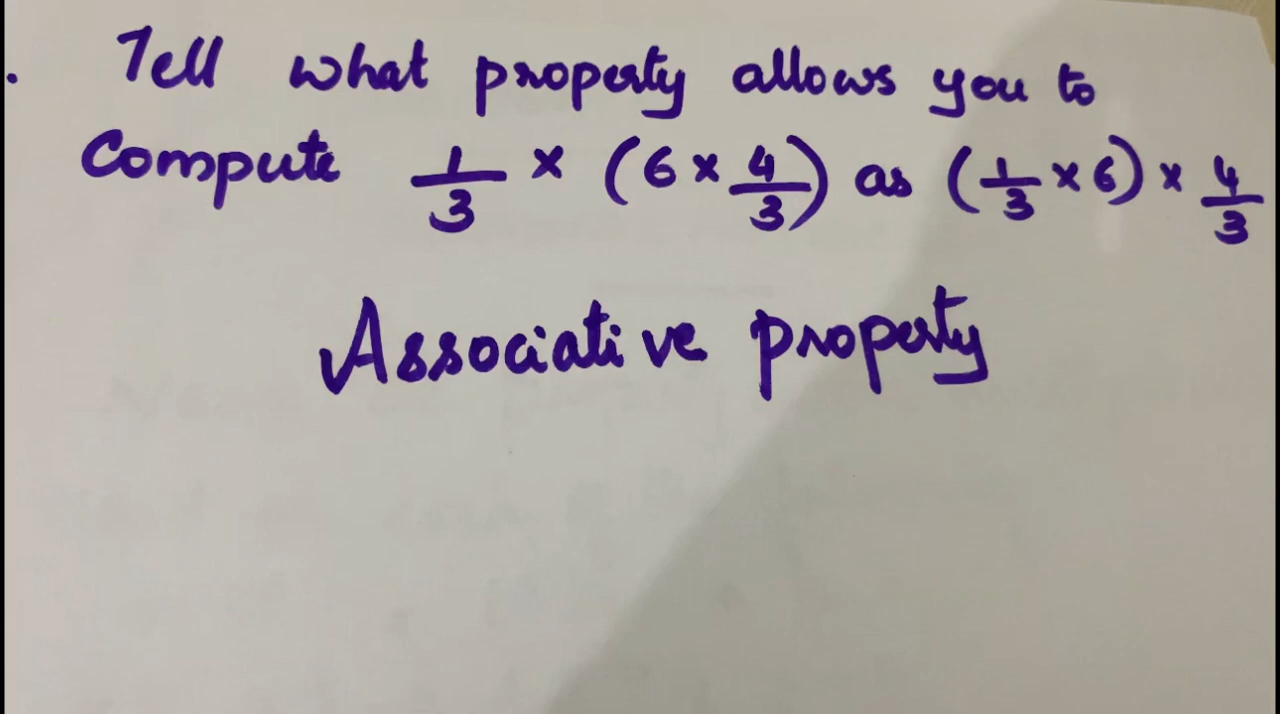 . Tell what property allows you to
Compute 1/3 × (6 × 4/3) as (1/3 × 6) × 4/3
Associative property